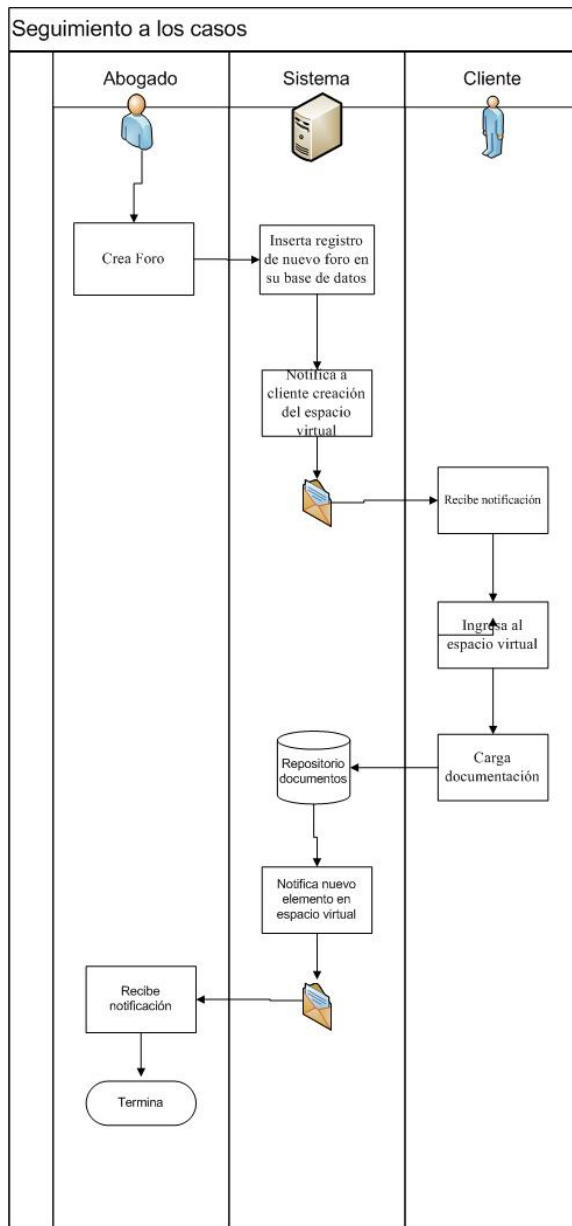 Seguimiento a los casos
Abogado
Sistema
Cliente
Crea Foro
Inserta registro
de nuevo foro en
su base de datos
Notifica a
cliente creación
del espacio
virtual
Recibe notificación
Ingresa al
espacio virtual
Carga
documentación
Repositorio
documentos
Notifica nuevo
elemento en
espacio virtual
Recibe
notificación
Termina